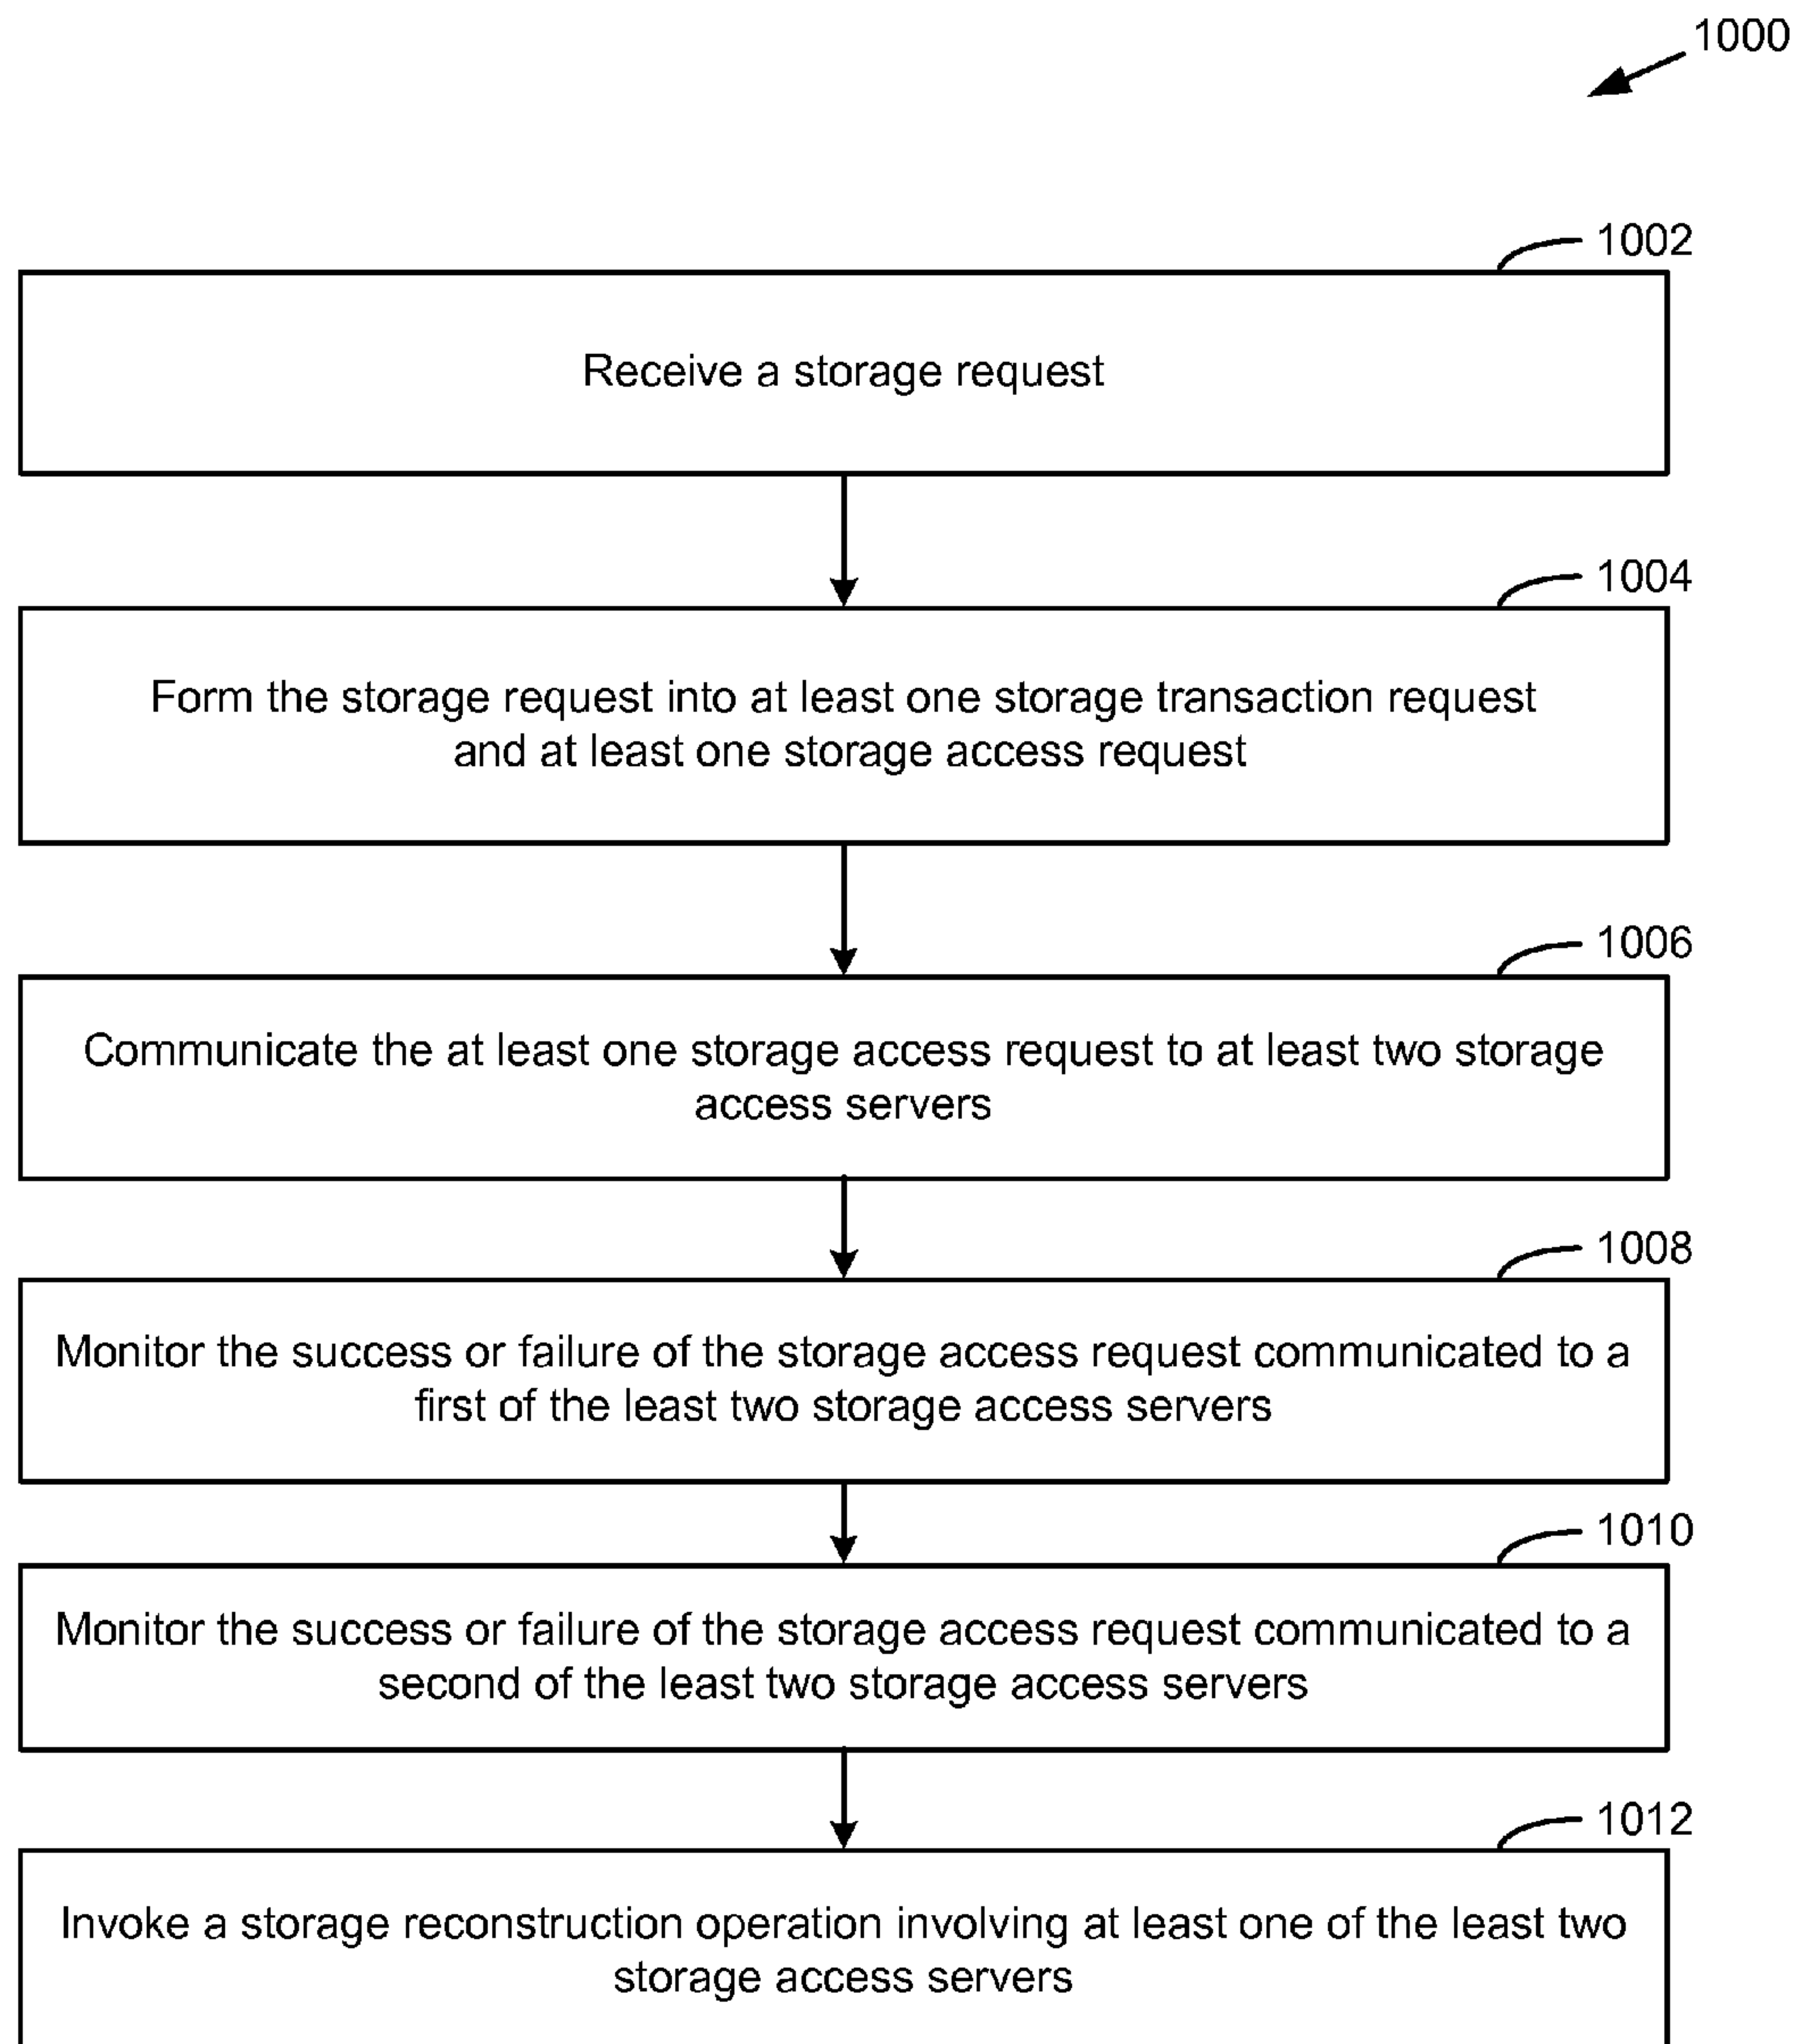 1000
1002
Receive a storage request
1004
Form the storage request into at least one storage transaction request
and at least one storage access request
1006
Communicate the at least one storage access request to at least two storage
access servers
1008
Monitor the success or failure of the storage access request communicated to a
first of the least two storage access servers
1010
Monitor the success or failure of the storage access request communicated to a
second of the least two storage access servers
1012
Invoke a storage reconstruction operation involving at least one of the least two
storage access servers